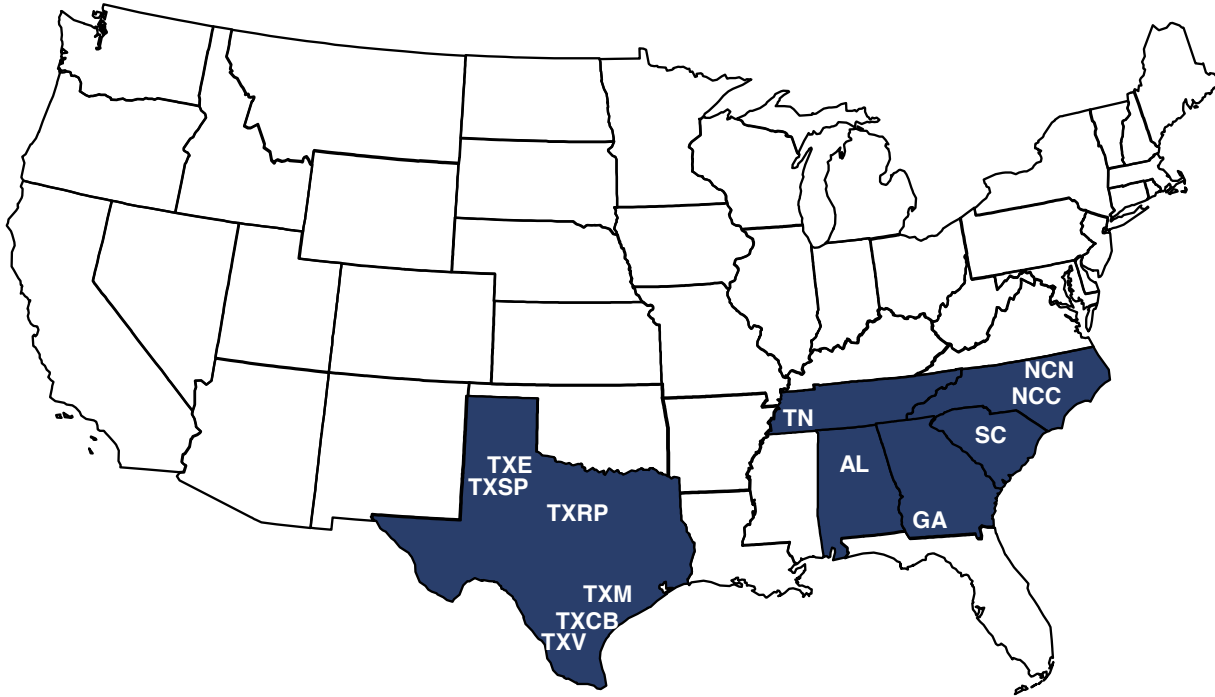 NCN
NCC
TN
SC
AL
TXE
TXSP
TXRP
GA
TXM
TXCB
TXV